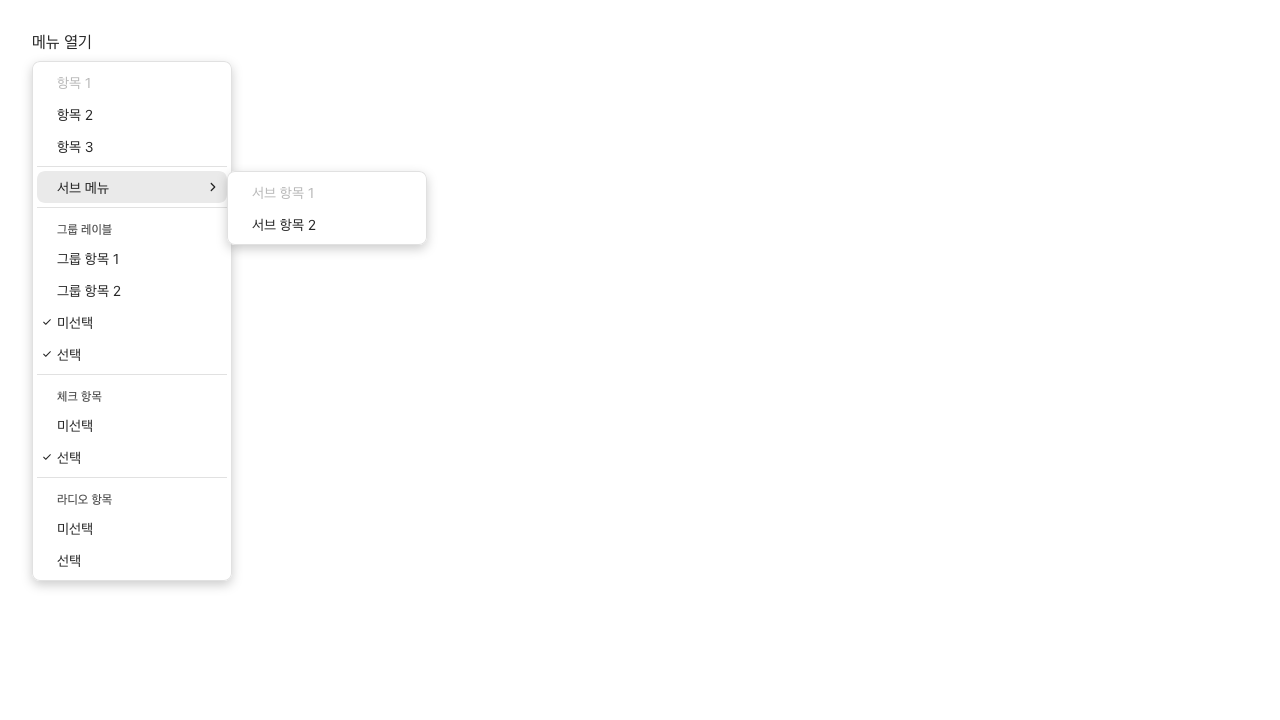 메뉴 열기
항목 1
항목 2
항목 3
서브 메뉴
서브 항목 1
서브 항목 2
그룹 레이블
그룹 항목 1
그룹 항목 2
미선택
선택
체크 항목
미선택
선택
라디오 항목
미선택
선택